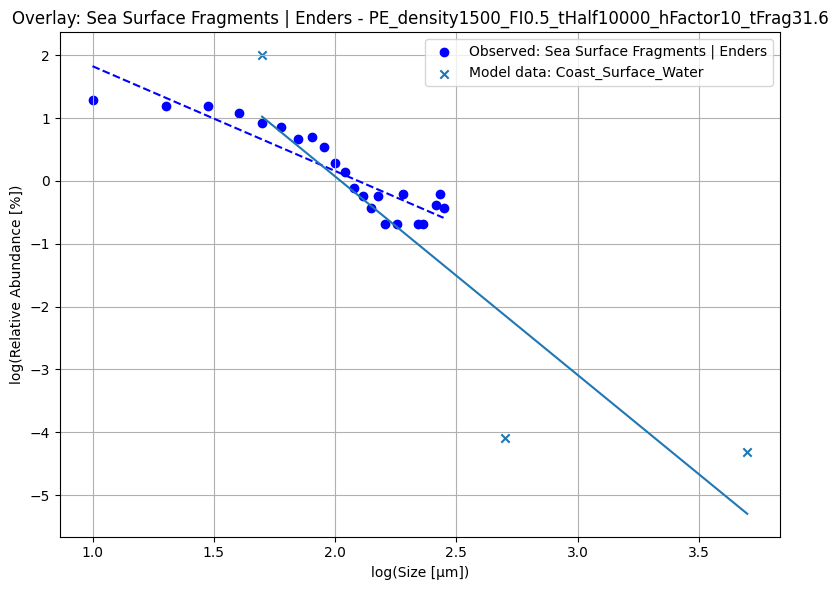 Overlay: Sea Surface Fragments | Enders - PE_density1500_FI0.5_tHalf10000_hFactor10_tFrag31.6
Observed: Sea Surface Fragments | Enders
Model data: Coast_Surface_Water
log(Relative Abundance [%])
2
1
0
−1
−2
−3
−4
−5
1.0 1.5 2.0 2.5 3.0 3.5
log(Size [µm])